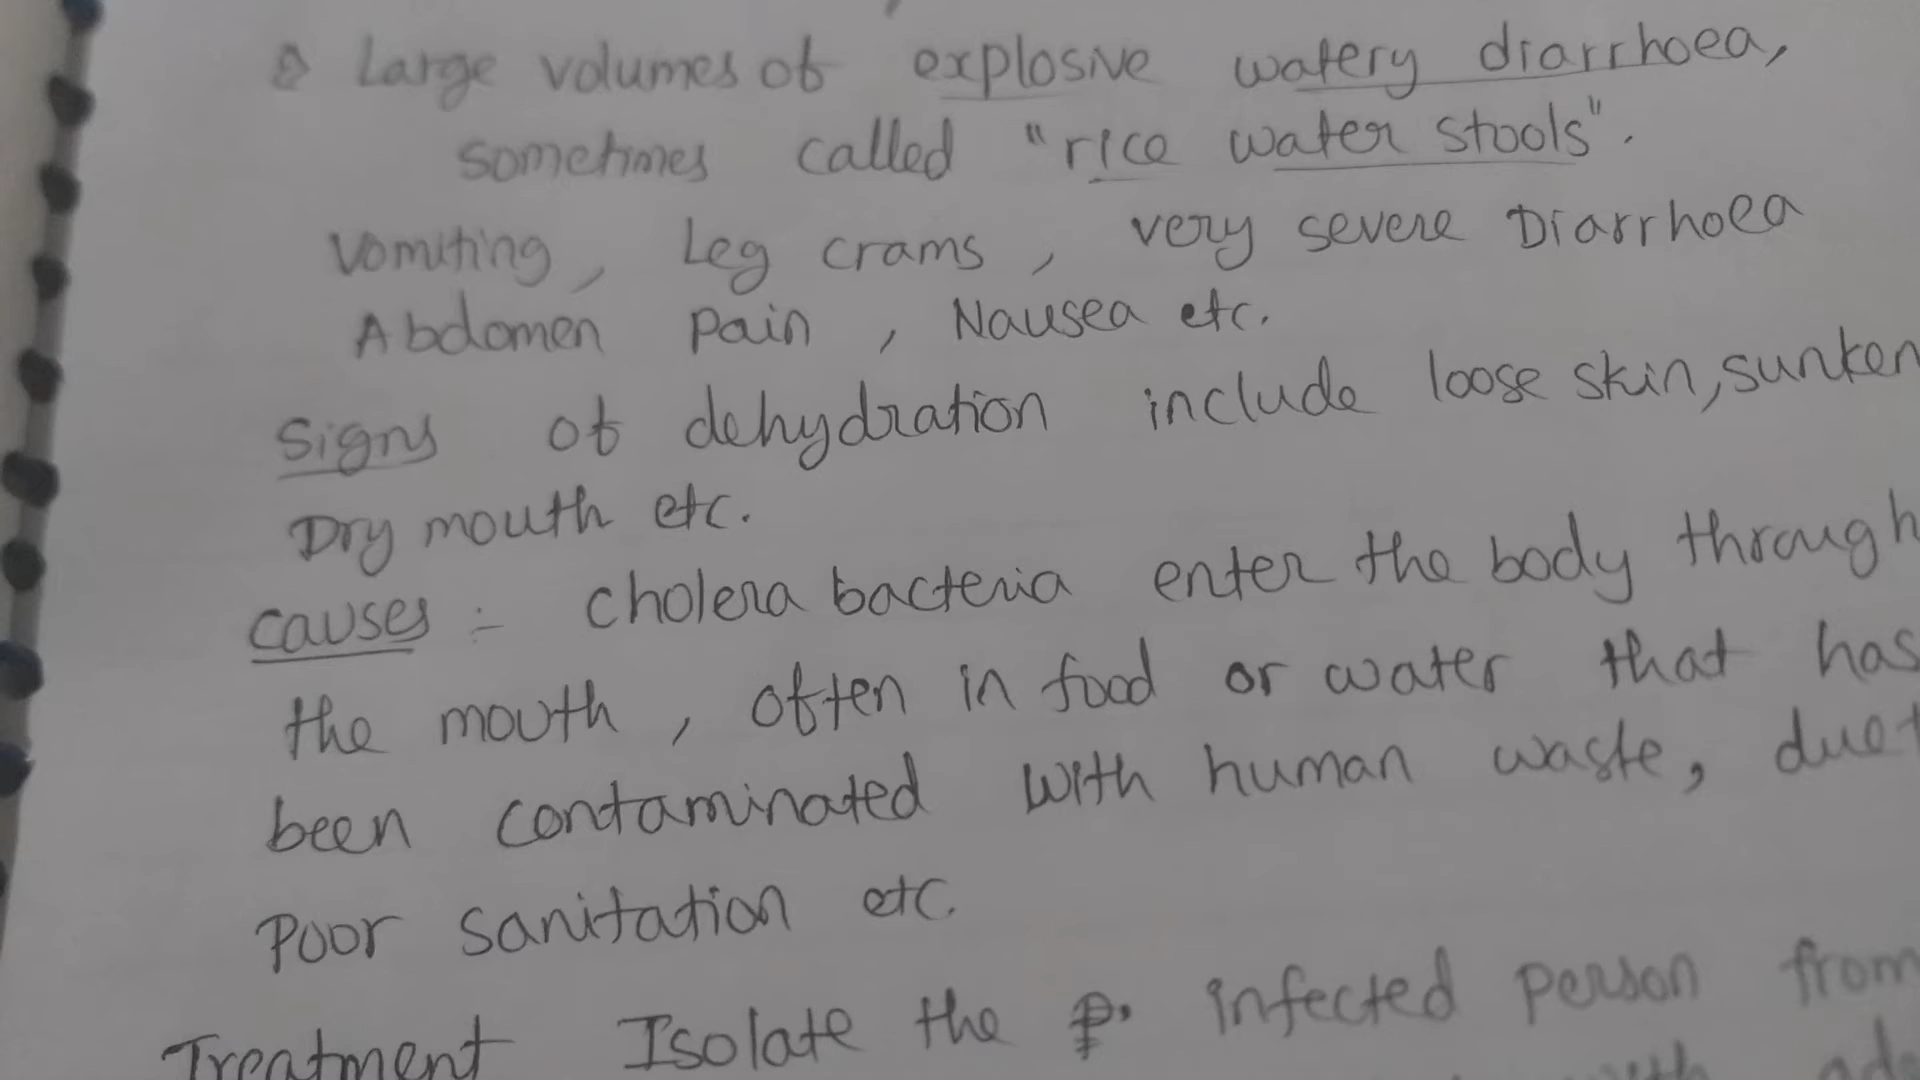 Large volumes of explosive watery diarrhoea,
sometimes called "rice water stools".
Vomiting, Leg crams, very severe Diarrhoea
Abdomen Pain, Nausea etc.
Signs of dehydration include loose skin, sunken
Dry mouth etc.
causes :- cholera bacteria enter the body through
the mouth, often in food or water that has
been contaminated with human waste, due t
Poor sanitation etc.
Treatment Isolate the infected person from